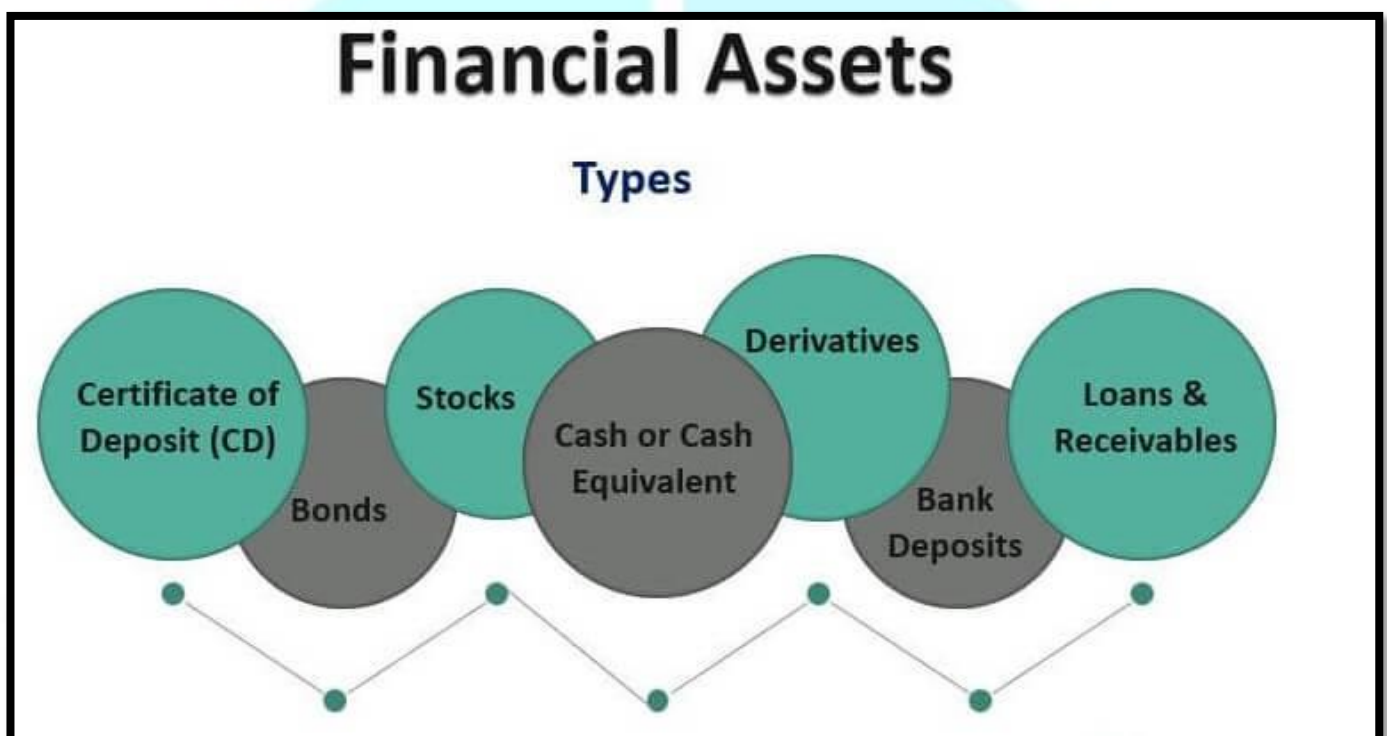 Financial Assets
Types
Certificate of
Deposit (CD)
Bonds
Stocks
Cash or Cash
Equivalent
Derivatives
Bank
Deposits
Loans &
Receivables